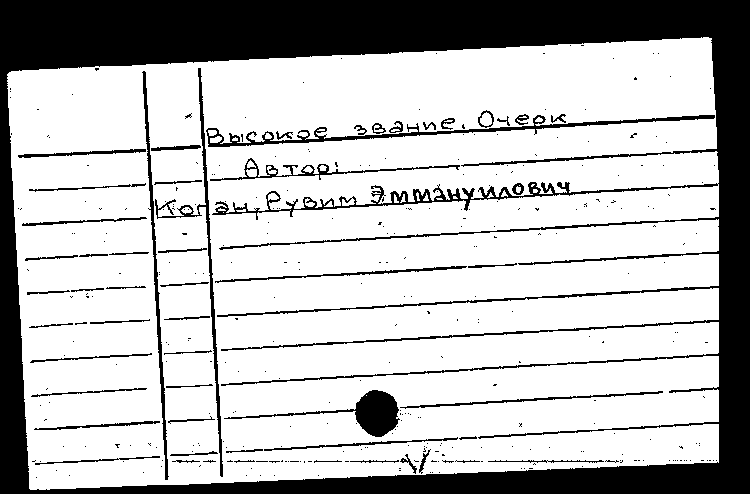 Высокое звание. Очерк
Автор:
Коган, Рувим Эммануилович